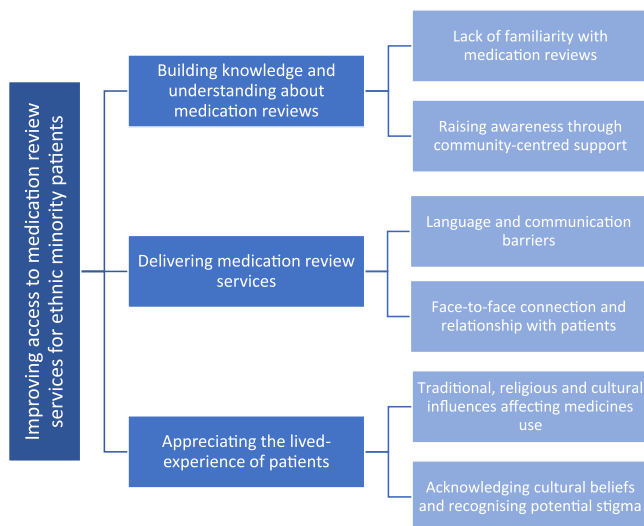 Improving access to medication review
services for ethnic minority patients
Building knowledge and
understanding about
medication reviews
Lack of familiarity with
medication reviews
Raising awareness through
community-centred support
Delivering medication review
services
Language and communication
barriers
Face-to-face connection and
relationship with patients
Appreciating the lived-
experience of patients
Traditional, religious and cultural
influences affecting medicines
use
Acknowledging cultural beliefs
and recognising potential stigma